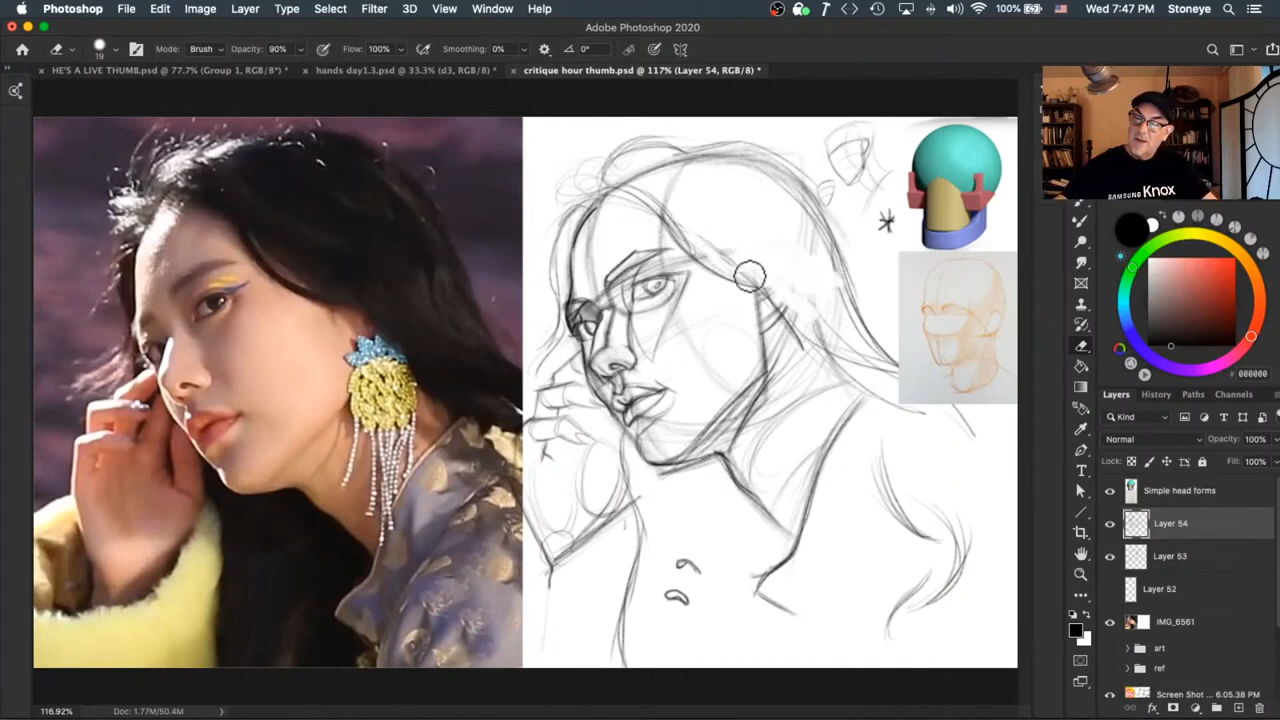 Photoshop File Edit Image Layer Type Select Filter 3D View Window Help 100% Wed 7:47 PM Stoneye
Adobe Photoshop 2020
19 Mode: Brush Opacity: 90% Flow: 100% Smoothing: 0% 0°
HE'S A LIVE THUMB.psd @ 77.7% (Group 1, RGB/8) * hands day1.3.psd @ 33.3% (d3, RGB/8) * critique hour thumb.psd @ 117% (Layer 54, RGB/8) *
SAMSUNG Knox
# 000000
Layers History Paths Channels
Kind
Normal Opacity: 100%
Lock: Fill: 100%
Simple head forms
Layer 54
Layer 53
Layer 52
IMG_6561
art
ref
Screen Shot ... 6.05.38 PM
fx
116.92% Doc: 1.77M/50.4M